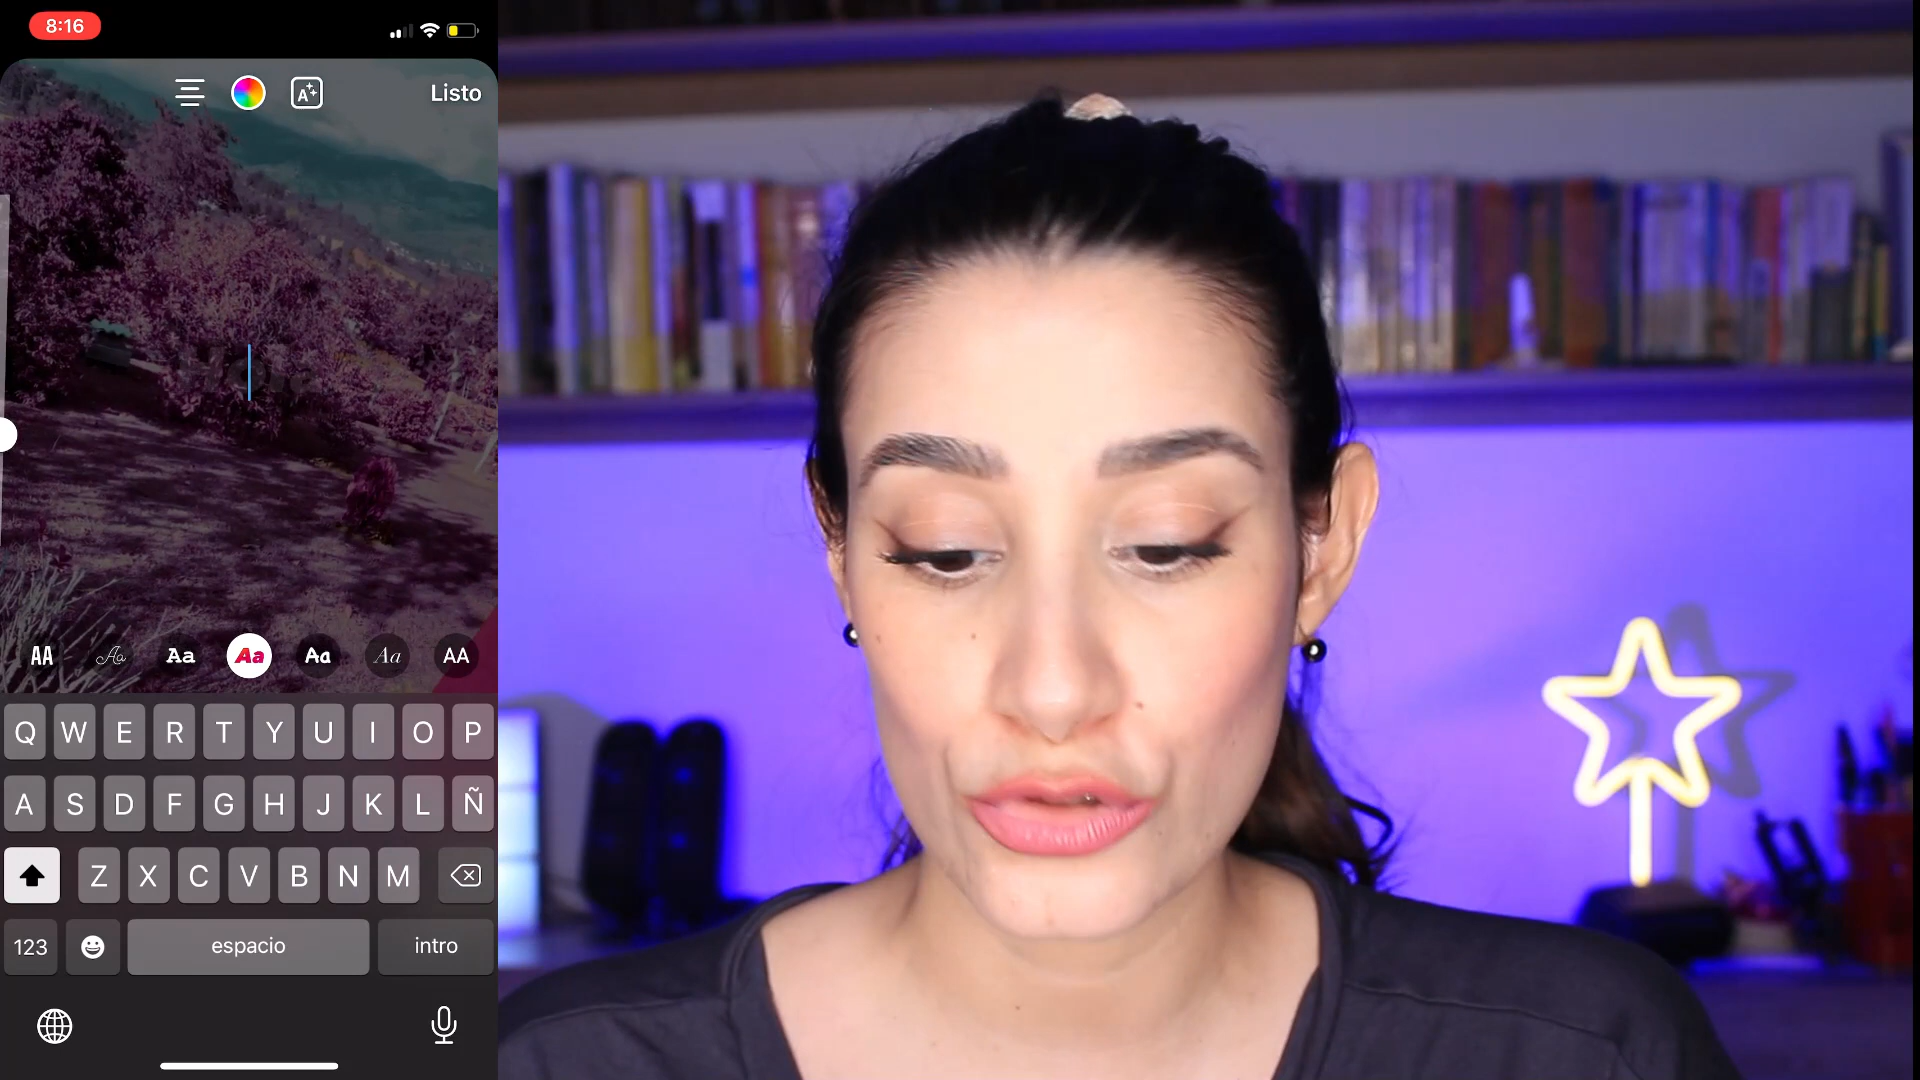 8:16
Listo
AA Aa Aa Aa Aa Aa AA
Q W E R T Y U I O P
A S D F G H J K L Ñ
Z X C V B N M
123 espacio intro